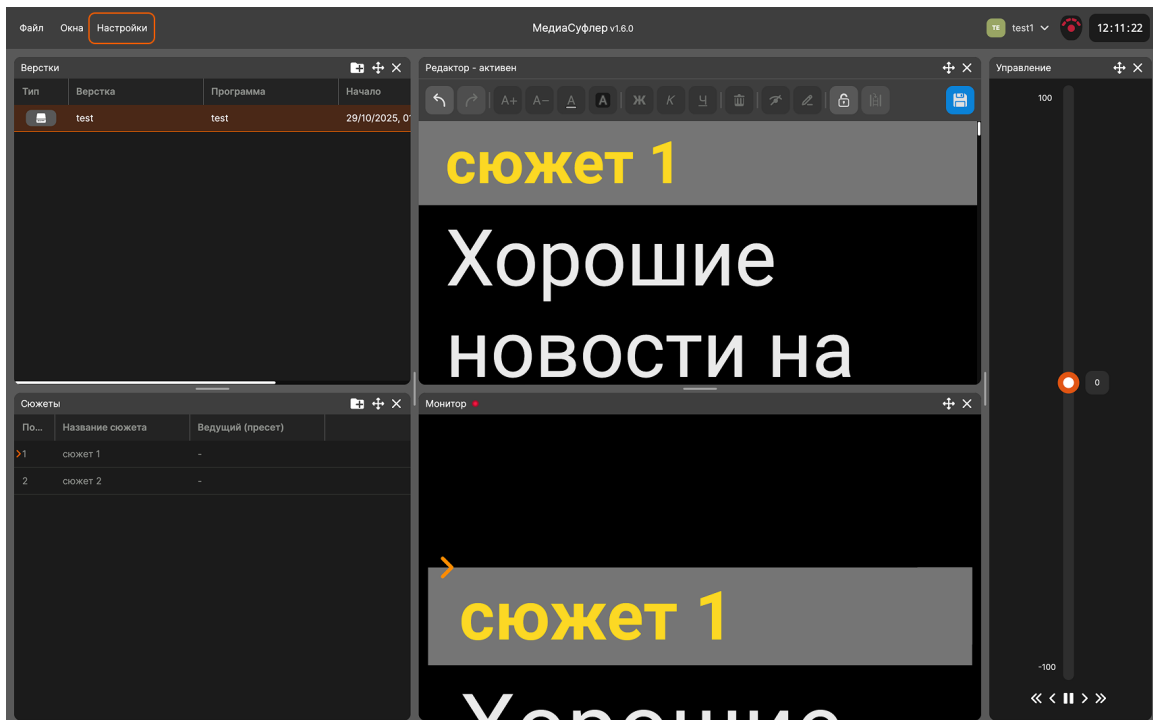 Файл Окна Настройки
МедиаСуфлер v1.6.0
TE test1 12:11:22
Верстки
Тип Верстка Программа Начало
test test 29/10/2025, 0
Сюжеты
По... Название сюжета Ведущий (пресет)
1 сюжет 1 -
2 сюжет 2 -
Редактор - активен
A+ A− A A Ж К Ч
сюжет 1
Хорошие
новости на
Монитор
сюжет 1
Хорошие
Управление
100
0
-100